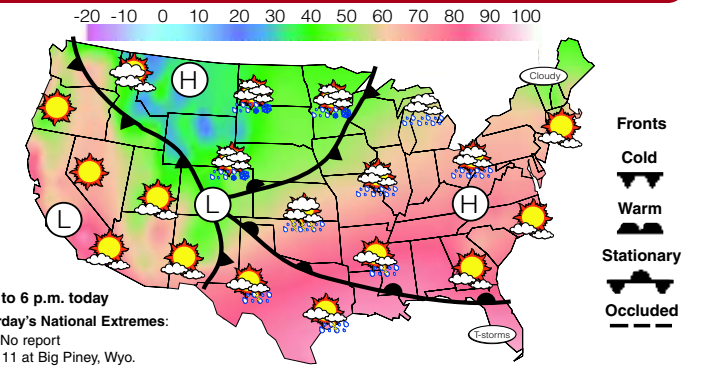 -20 -10 0 10 20 30 40 50 60 70 80 90 100
Cloudy
H
L
L
H
T-storms
Fronts
Cold
Warm
Stationary
Occluded
to 6 p.m. today
rday's National Extremes:
No report
11 at Big Piney, Wyo.